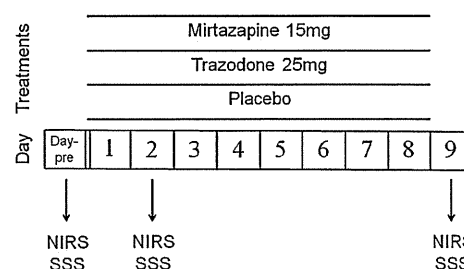 Treatments
Mirtazapine 15mg
Trazodone 25mg
Placebo
Day
Day-
pre
1 2 3 4 5 6 7 8 9
NIRS NIRS NIRS
SSS SSS SSS